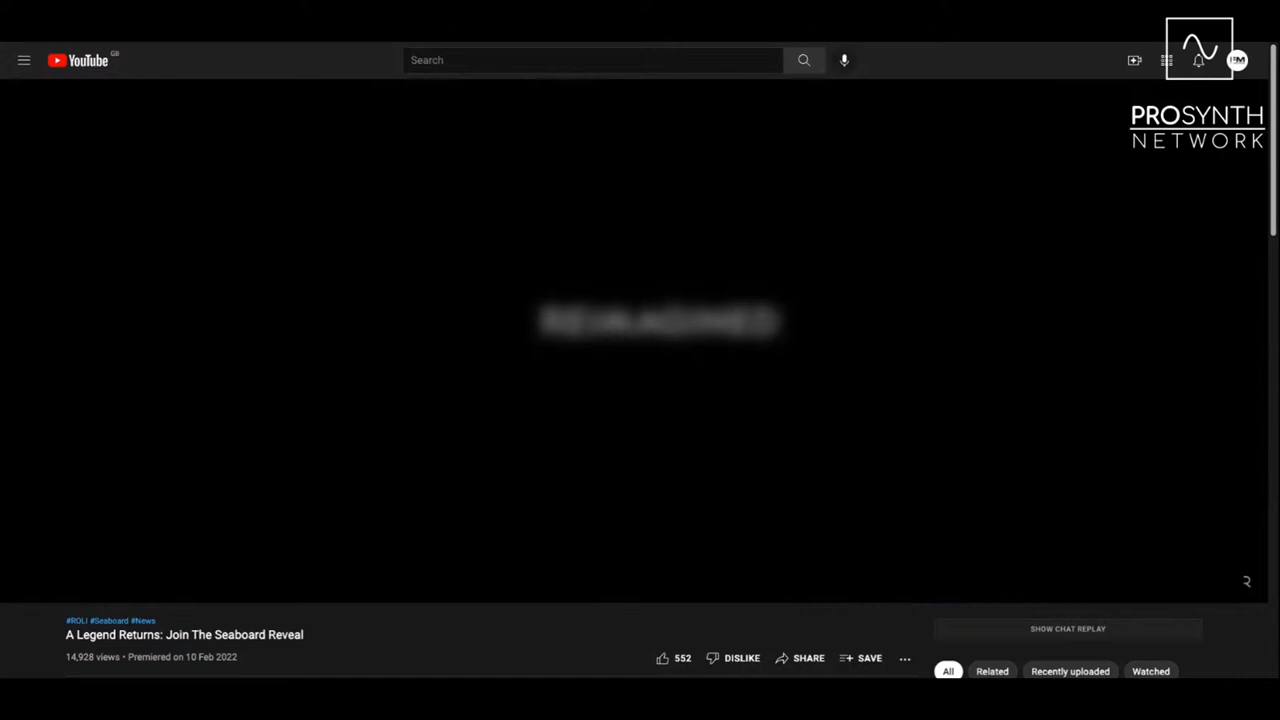 YouTube GB
Search
PROSYNTH
NETWORK
REIMAGINED
#ROLI #Seaboard #News
A Legend Returns: Join The Seaboard Reveal
14,928 views • Premiered on 10 Feb 2022
552
DISLIKE
SHARE
SAVE
SHOW CHAT REPLAY
All
Related
Recently uploaded
Watched